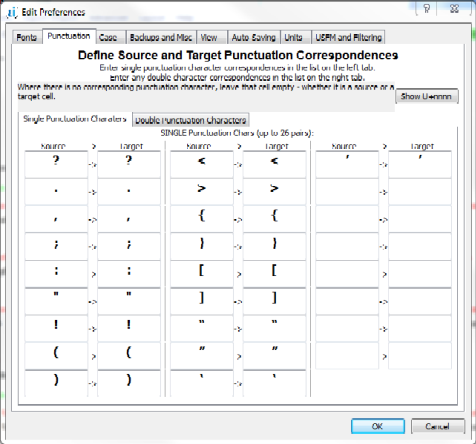 Edit Preferences
Fonts Punctuation Case Backups and Misc View Auto-Saving Units USFM and Filtering
Define Source and Target Punctuation Correspondences
Enter single punctuation character correspondences in the list on the left tab.
Enter any double character correspondences in the list on the right tab.
Where there is no corresponding punctuation character, leave that cell empty - whether it is a source or a
target cell.
Show U+nnnn
Single Punctuation Charaters Double Punctuation Characters
SINGLE Punctuation Chars (up to 26 pairs):
Source > Target Source > Target Source > Target
? -> ? < -> < ’ -> ’
. -> . > -> > ->
, -> , { -> { ->
; -> ; } -> } ->
: > : [ -> [ >
" -> " ] -> ] ->
! -> ! “ -> “ ->
( > ( ” > ” >
) -> ) ‘ -> ‘
OK Cancel